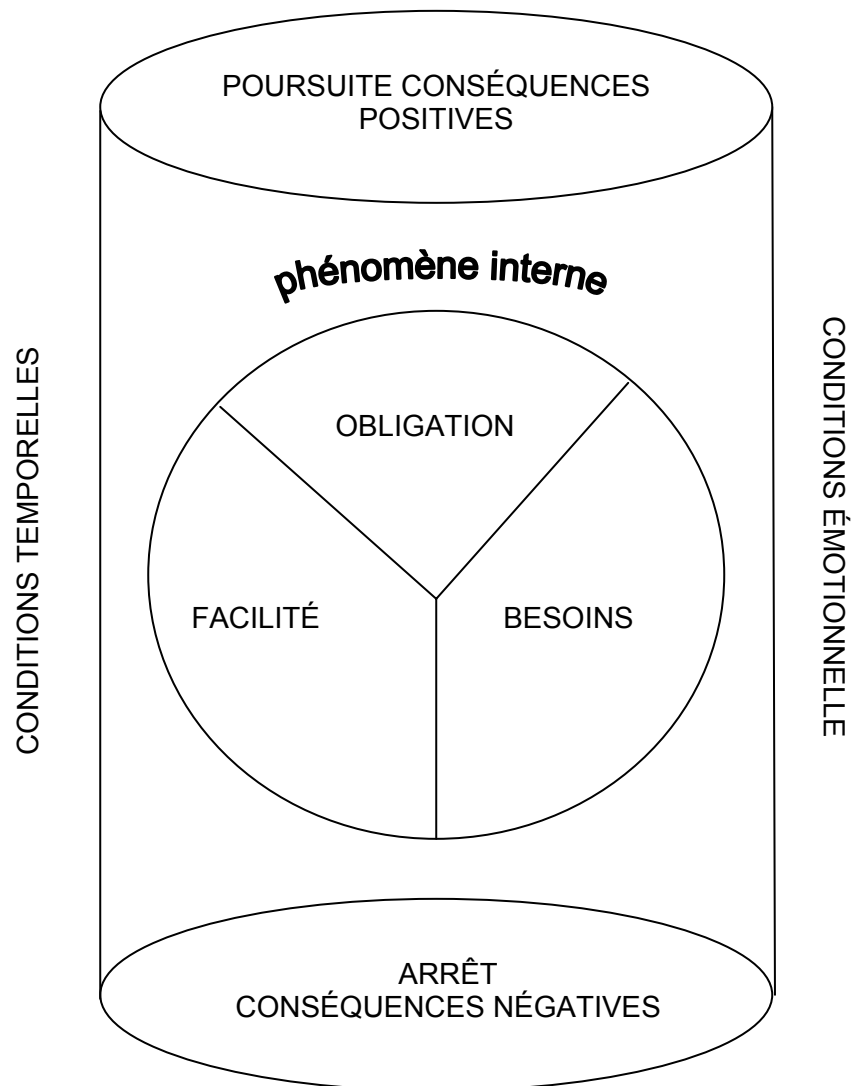 POURSUITE CONSÉQUENCES
POSITIVES
phénomène interne
CONDITIONS TEMPORELLES
CONDITIONS ÉMOTIONNELLE
OBLIGATION
FACILITÉ
BESOINS
ARRÊT
CONSÉQUENCES NÉGATIVES